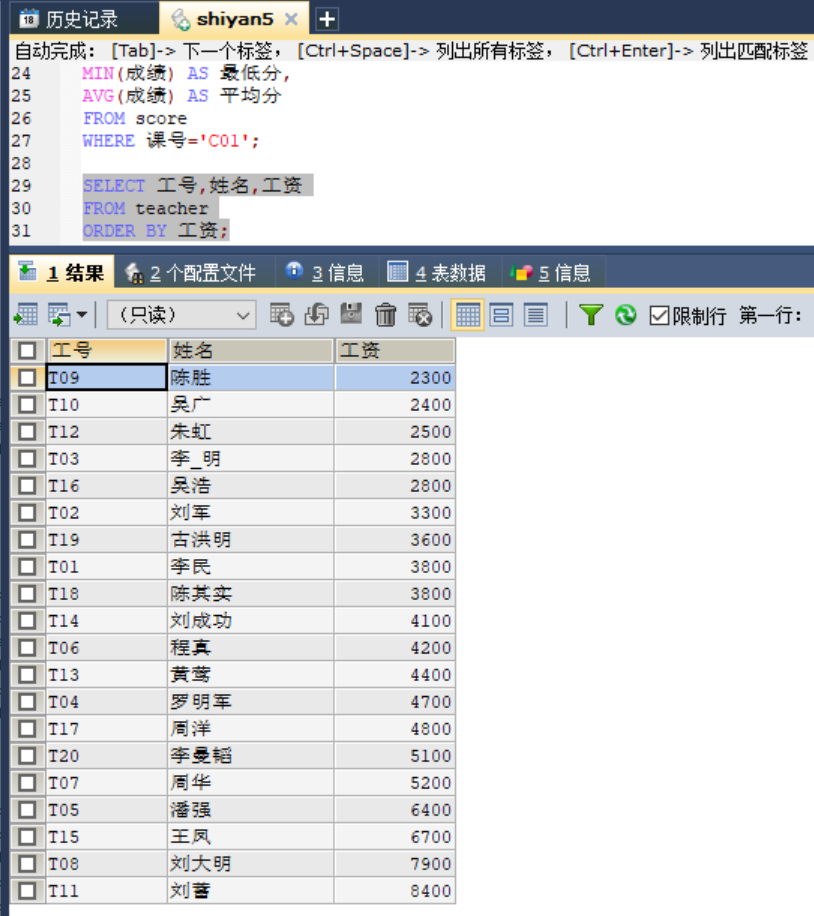 18 历史记录 shiyan5
自动完成: [Tab]-> 下一个标签, [Ctrl+Space]-> 列出所有标签, [Ctrl+Enter]-> 列出匹配标签
24 MIN(成绩) AS 最低分,
25 AVG(成绩) AS 平均分
26 FROM score
27 WHERE 课号='C01';
28
29 SELECT 工号,姓名,工资
30 FROM teacher
31 ORDER BY 工资;
1 结果 2 个配置文件 3 信息 4 表数据 5 信息
(只读) 限制行 第一行:
工号 姓名 工资
T09 陈胜 2300
T10 吴广 2400
T12 朱虹 2500
T03 李_明 2800
T16 吴浩 2800
T02 刘军 3300
T19 古洪明 3600
T01 李民 3800
T18 陈其实 3800
T14 刘成功 4100
T06 程真 4200
T13 黄莺 4400
T04 罗明军 4700
T17 周洋 4800
T20 李曼韬 5100
T07 周华 5200
T05 潘强 6400
T15 王凤 6700
T08 刘大明 7900
T11 刘蔷 8400